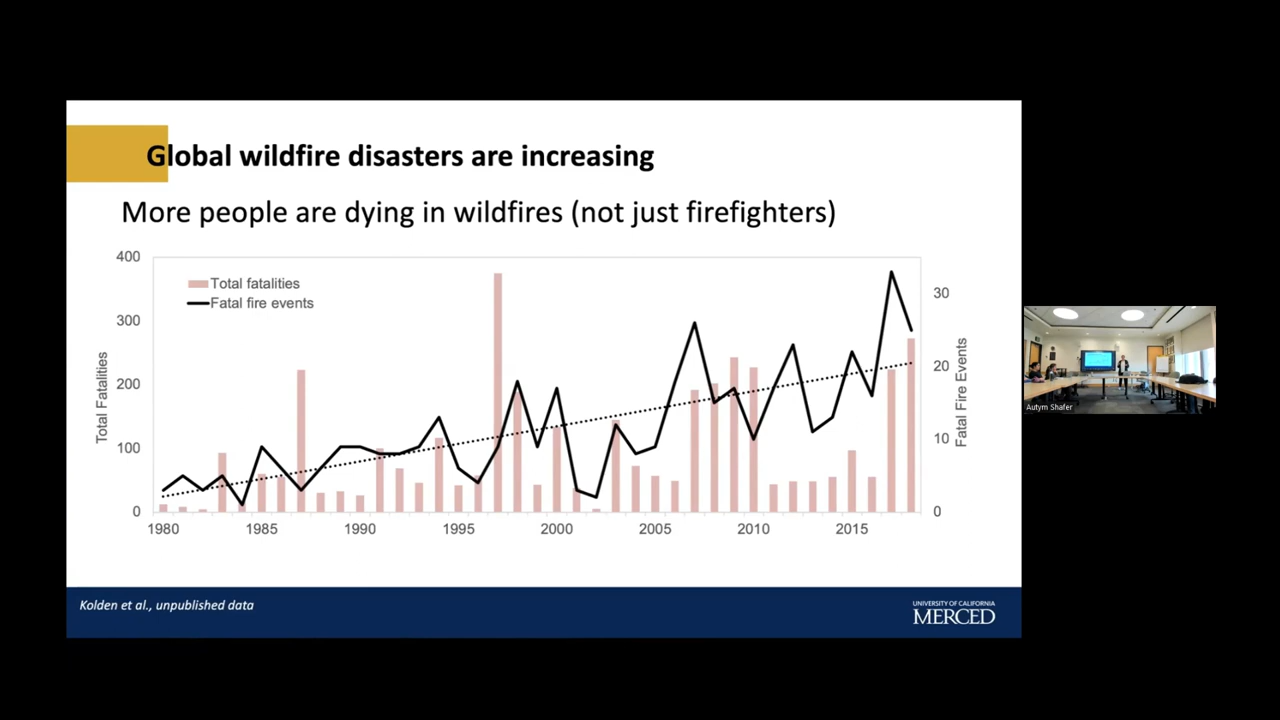 Global wildfire disasters are increasing
More people are dying in wildfires (not just firefighters)
400
300
200
100
0
Total Fatalities
Total fatalities
Fatal fire events
30
20
10
0
Fatal Fire Events
1980 1985 1990 1995 2000 2005 2010 2015
Kolden et al., unpublished data
UNIVERSITY OF CALIFORNIA
MERCED
Autym Shafer